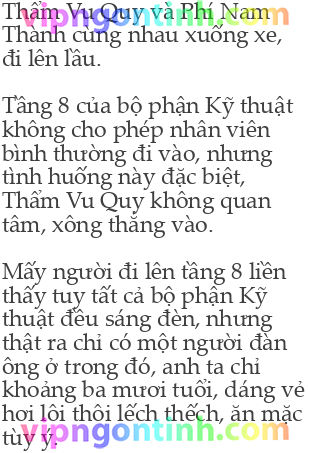 Thẩm Vu Quy và Phí Nam
vipngontinh.com
Thành cùng nhau xuống xe,
đi lên lầu.
Tầng 8 của bộ phận Kỹ thuật
không cho phép nhân viên
bình thường đi vào, nhưng
tình huống này đặc biệt,
Thẩm Vu Quy không quan
tâm, xông thẳng vào.
Mấy người đi lên tầng 8 liền
thấy tuy tất cả bộ phận Kỹ
thuật đều sáng đèn, nhưng
thật ra chỉ có một người đàn
ông ở trong đó, anh ta chỉ
khoảng ba mươi tuổi, dáng vẻ
hơi lôi thôi lếch thếch, ăn mặc
vipngontinh.com
tùy ý.